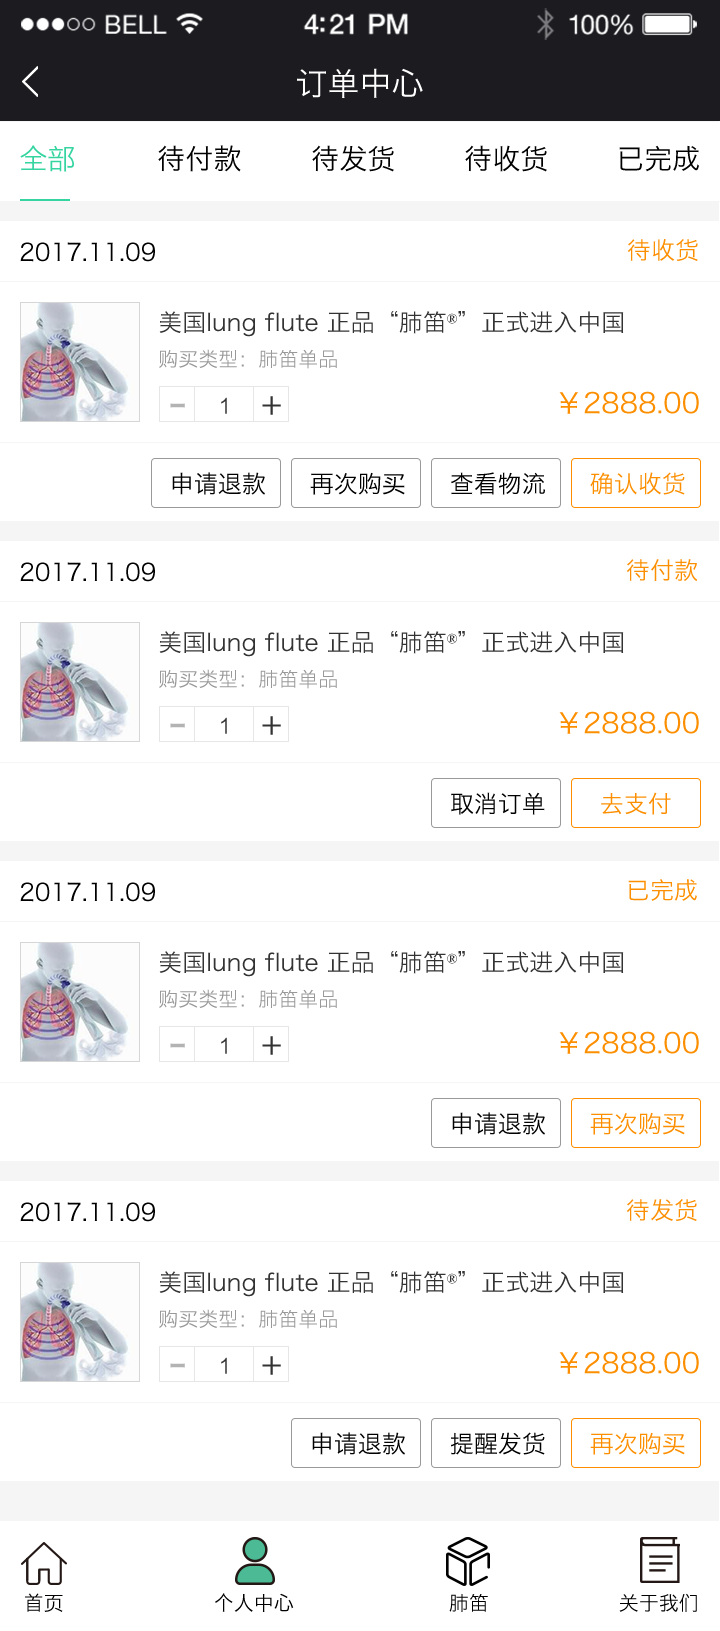 BELL 4:21 PM 100%
订单中心
全部 待付款 待发货 待收货 已完成
2017.11.09 待收货
美国lung flute 正品“肺笛®”正式进入中国
购买类型：肺笛单品
1 ￥2888.00
申请退款 再次购买 查看物流 确认收货
2017.11.09 待付款
美国lung flute 正品“肺笛®”正式进入中国
购买类型：肺笛单品
1 ￥2888.00
取消订单 去支付
2017.11.09 已完成
美国lung flute 正品“肺笛®”正式进入中国
购买类型：肺笛单品
1 ￥2888.00
申请退款 再次购买
2017.11.09 待发货
美国lung flute 正品“肺笛®”正式进入中国
购买类型：肺笛单品
1 ￥2888.00
申请退款 提醒发货 再次购买
首页 个人中心 肺笛 关于我们